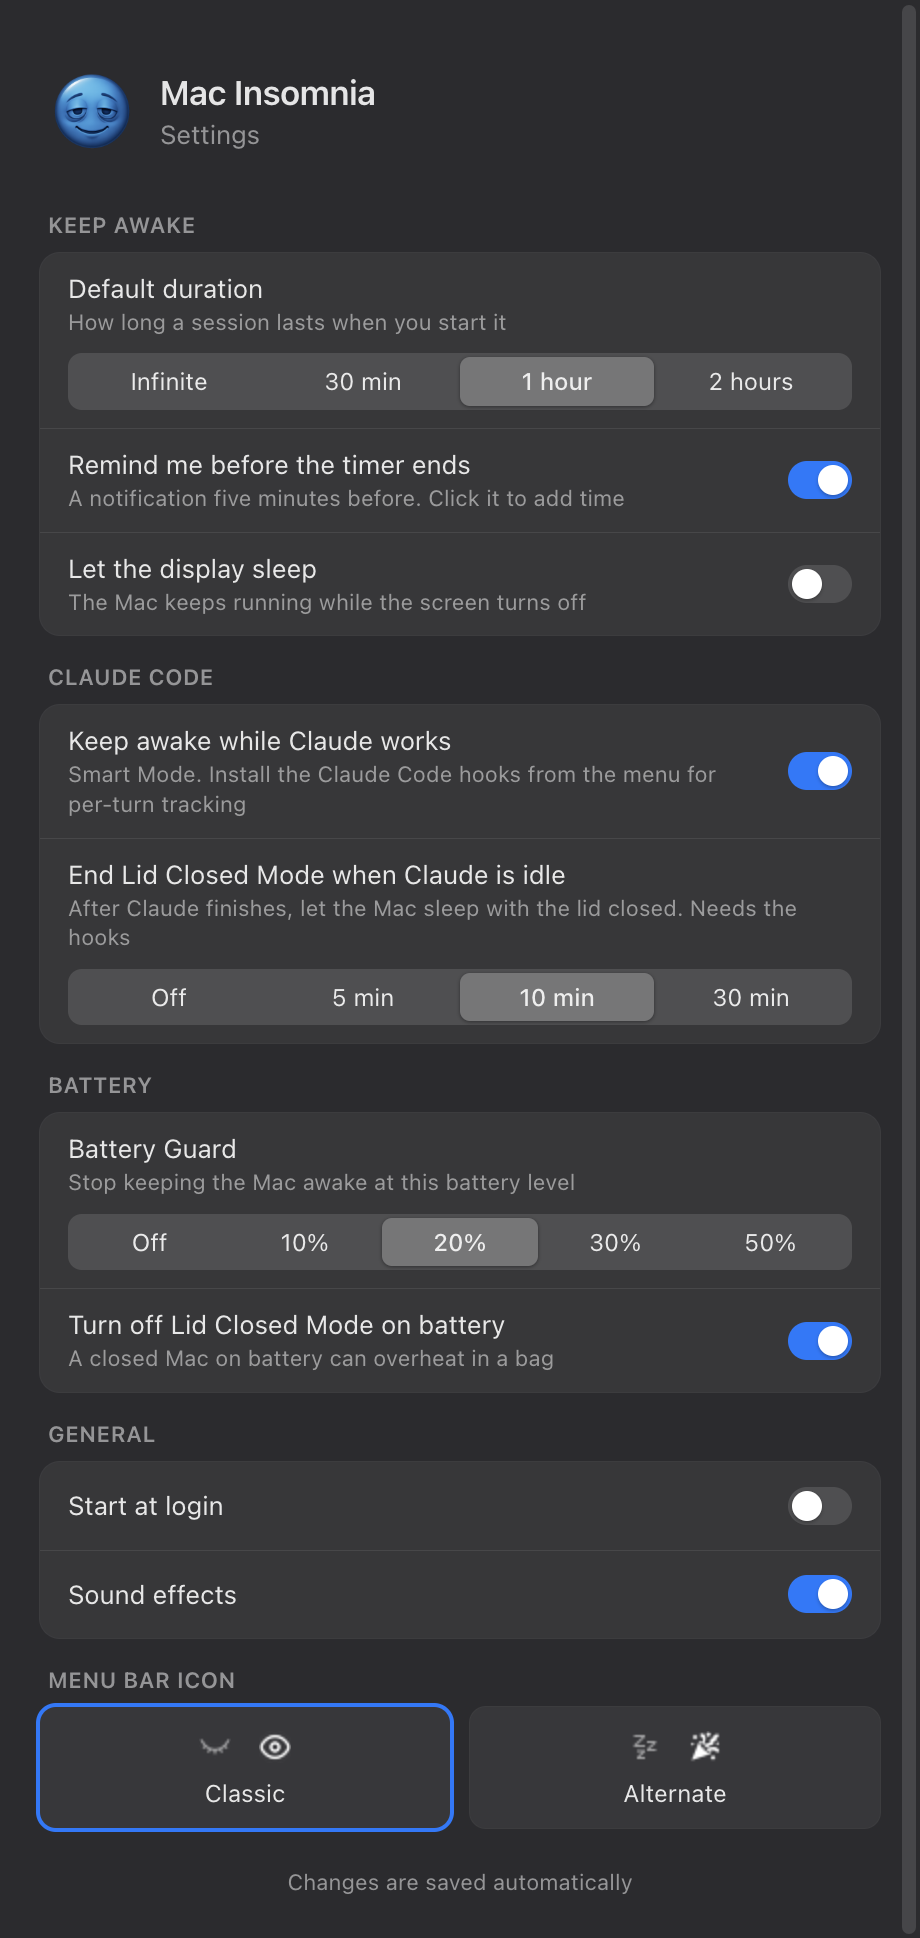 Mac Insomnia
Settings
KEEP AWAKE
Default duration
How long a session lasts when you start it
Infinite 30 min 1 hour 2 hours
Remind me before the timer ends
A notification five minutes before. Click it to add time
Let the display sleep
The Mac keeps running while the screen turns off
CLAUDE CODE
Keep awake while Claude works
Smart Mode. Install the Claude Code hooks from the menu for
per-turn tracking
End Lid Closed Mode when Claude is idle
After Claude finishes, let the Mac sleep with the lid closed. Needs the
hooks
Off 5 min 10 min 30 min
BATTERY
Battery Guard
Stop keeping the Mac awake at this battery level
Off 10% 20% 30% 50%
Turn off Lid Closed Mode on battery
A closed Mac on battery can overheat in a bag
GENERAL
Start at login
Sound effects
MENU BAR ICON
zzz
Classic Alternate
Changes are saved automatically